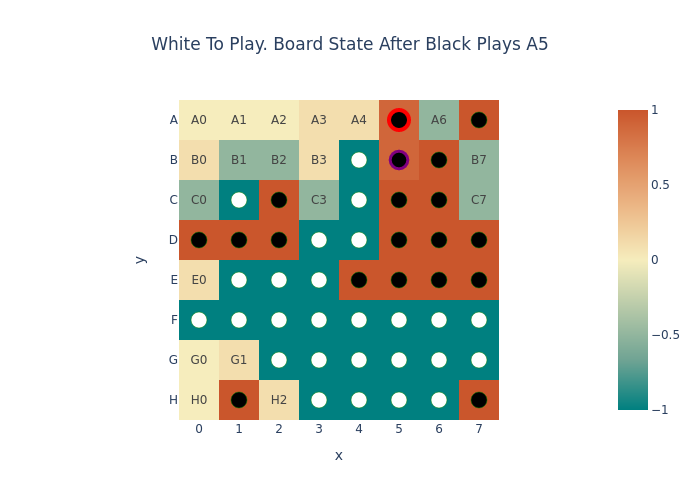 White To Play. Board State After Black Plays A5
A A0 A1 A2 A3 A4 A6
B B0 B1 B2 B3 B7
C C0 C3 C7
D
E E0
F
G G0 G1
H H0 H2
0 1 2 3 4 5 6 7
x
y
1
0.5
0
−0.5
−1